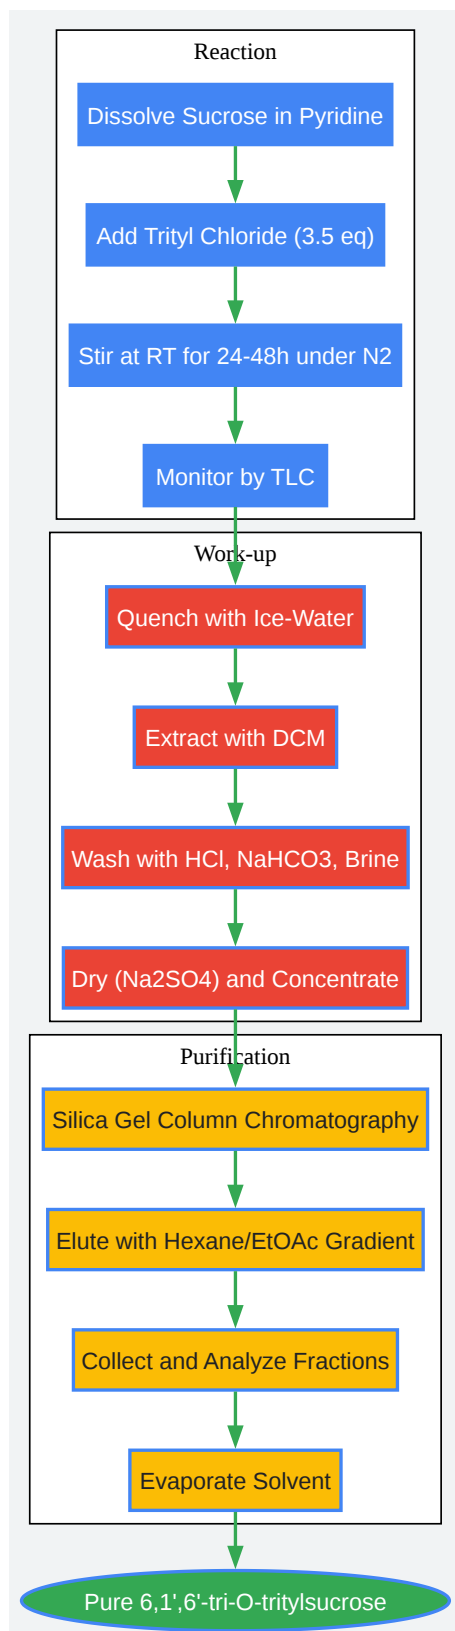 Reaction
Dissolve Sucrose in Pyridine
Add Trityl Chloride (3.5 eq)
Stir at RT for 24-48h under N2
Monitor by TLC
Work-up
Quench with Ice-Water
Extract with DCM
Wash with HCl, NaHCO3, Brine
Dry (Na2SO4) and Concentrate
Purification
Silica Gel Column Chromatography
Elute with Hexane/EtOAc Gradient
Collect and Analyze Fractions
Evaporate Solvent
Pure 6,1',6'-tri-O-tritylsucrose